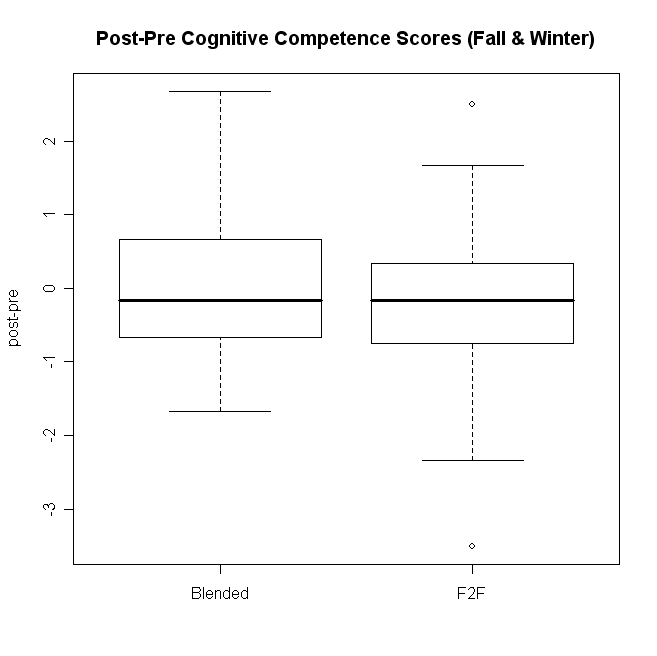 Post-Pre Cognitive Competence Scores (Fall & Winter)
post-pre
2
1
0
-1
-2
-3
Blended
F2F